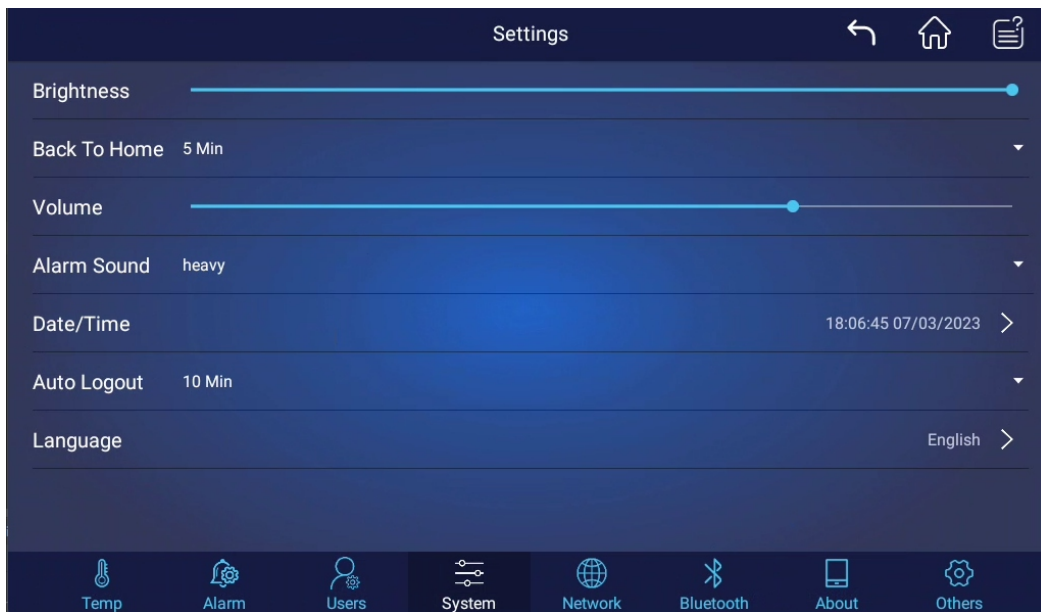 Settings
Brightness
Back To Home 5 Min
Volume
Alarm Sound heavy
Date/Time 18:06:45 07/03/2023
Auto Logout 10 Min
Language English
Temp Alarm Users System Network Bluetooth About Others